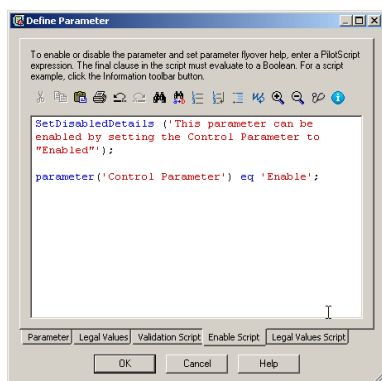 Define Parameter
To enable or disable the parameter and set parameter flyover help, enter a PilotScript
expression. The final clause in the script must evaluate to a Boolean. For a script
example, click the Information toolbar button.
SetDisabledDetails ('This parameter can be
enabled by setting the Control Parameter to
"Enabled"');
parameter('Control Parameter') eq 'Enable';
Parameter Legal Values Validation Script Enable Script Legal Values Script
OK Cancel Help